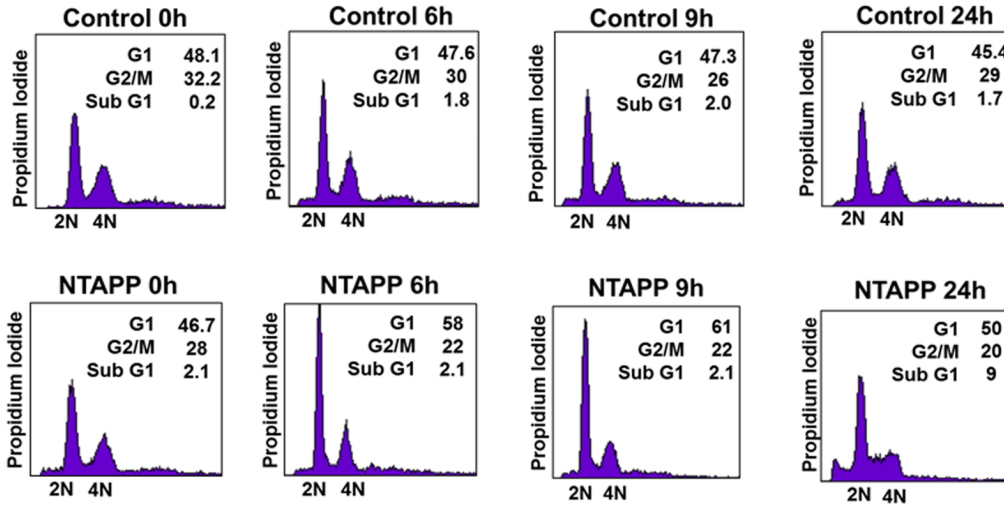 Control 0h
Propidium Iodide
G1 48.1
G2/M 32.2
Sub G1 0.2
2N 4N
Control 6h
Propidium Iodide
G1 47.6
G2/M 30
Sub G1 1.8
2N 4N
Control 9h
Propidium Iodide
G1 47.3
G2/M 26
Sub G1 2.0
2N 4N
Control 24h
Propidium Iodide
G1 45.4
G2/M 29
Sub G1 1.7
2N 4N
NTAPP 0h
Propidium Iodide
G1 46.7
G2/M 28
Sub G1 2.1
2N 4N
NTAPP 6h
Propidium Iodide
G1 58
G2/M 22
Sub G1 2.1
2N 4N
NTAPP 9h
Propidium Iodide
G1 61
G2/M 22
Sub G1 2.1
2N 4N
NTAPP 24h
Propidium Iodide
G1 50
G2/M 20
Sub G1 9
2N 4N